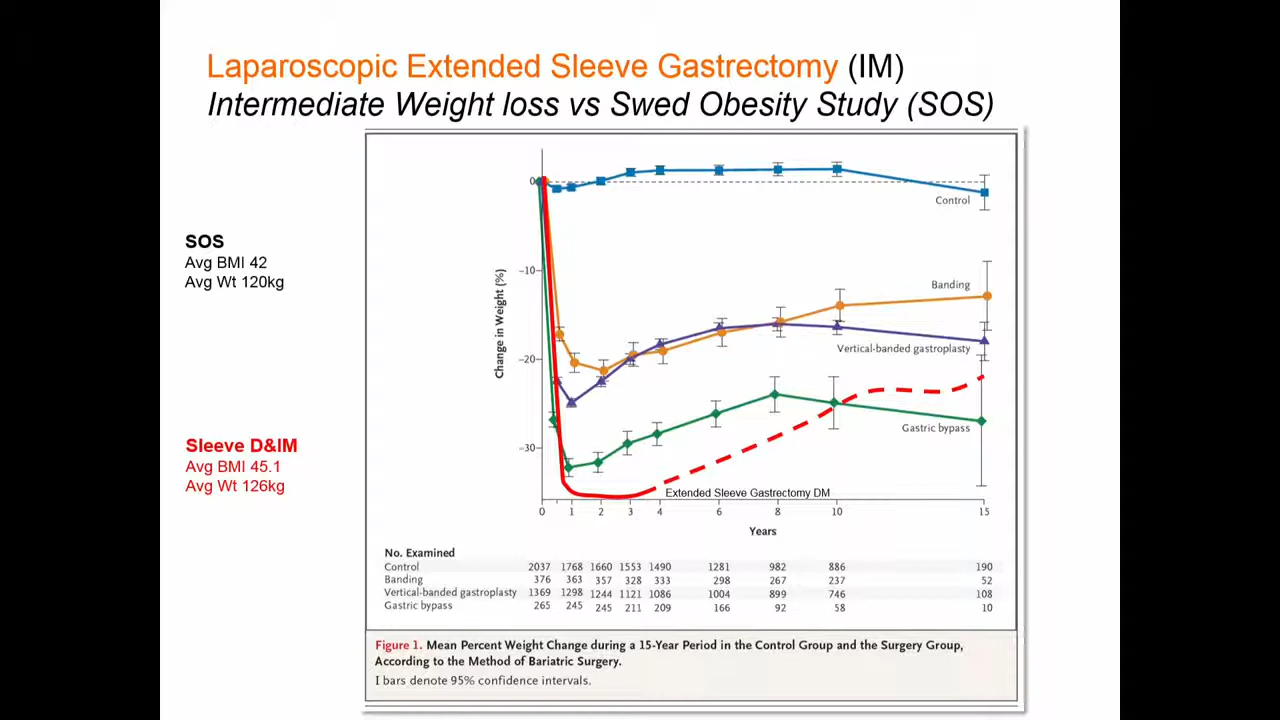 Laparoscopic Extended Sleeve Gastrectomy (IM)
Intermediate Weight loss vs Swed Obesity Study (SOS)
SOS
Avg BMI 42
Avg Wt 120kg
Sleeve D&IM
Avg BMI 45.1
Avg Wt 126kg
Change in Weight (%)
0
-10
-20
-30
Control
Banding
Vertical-banded gastroplasty
Gastric bypass
Extended Sleeve Gastrectomy DM
0 1 2 3 4 6 8 10 15
Years
No. Examined
Control 2037 1768 1660 1553 1490 1281 982 886 190
Banding 376 363 357 328 333 298 267 237 52
Vertical-banded gastroplasty 1369 1298 1244 1121 1086 1004 899 746 108
Gastric bypass 265 245 245 211 209 166 92 58 10
Figure 1. Mean Percent Weight Change during a 15-Year Period in the Control Group and the Surgery Group,
According to the Method of Bariatric Surgery.
I bars denote 95% confidence intervals.